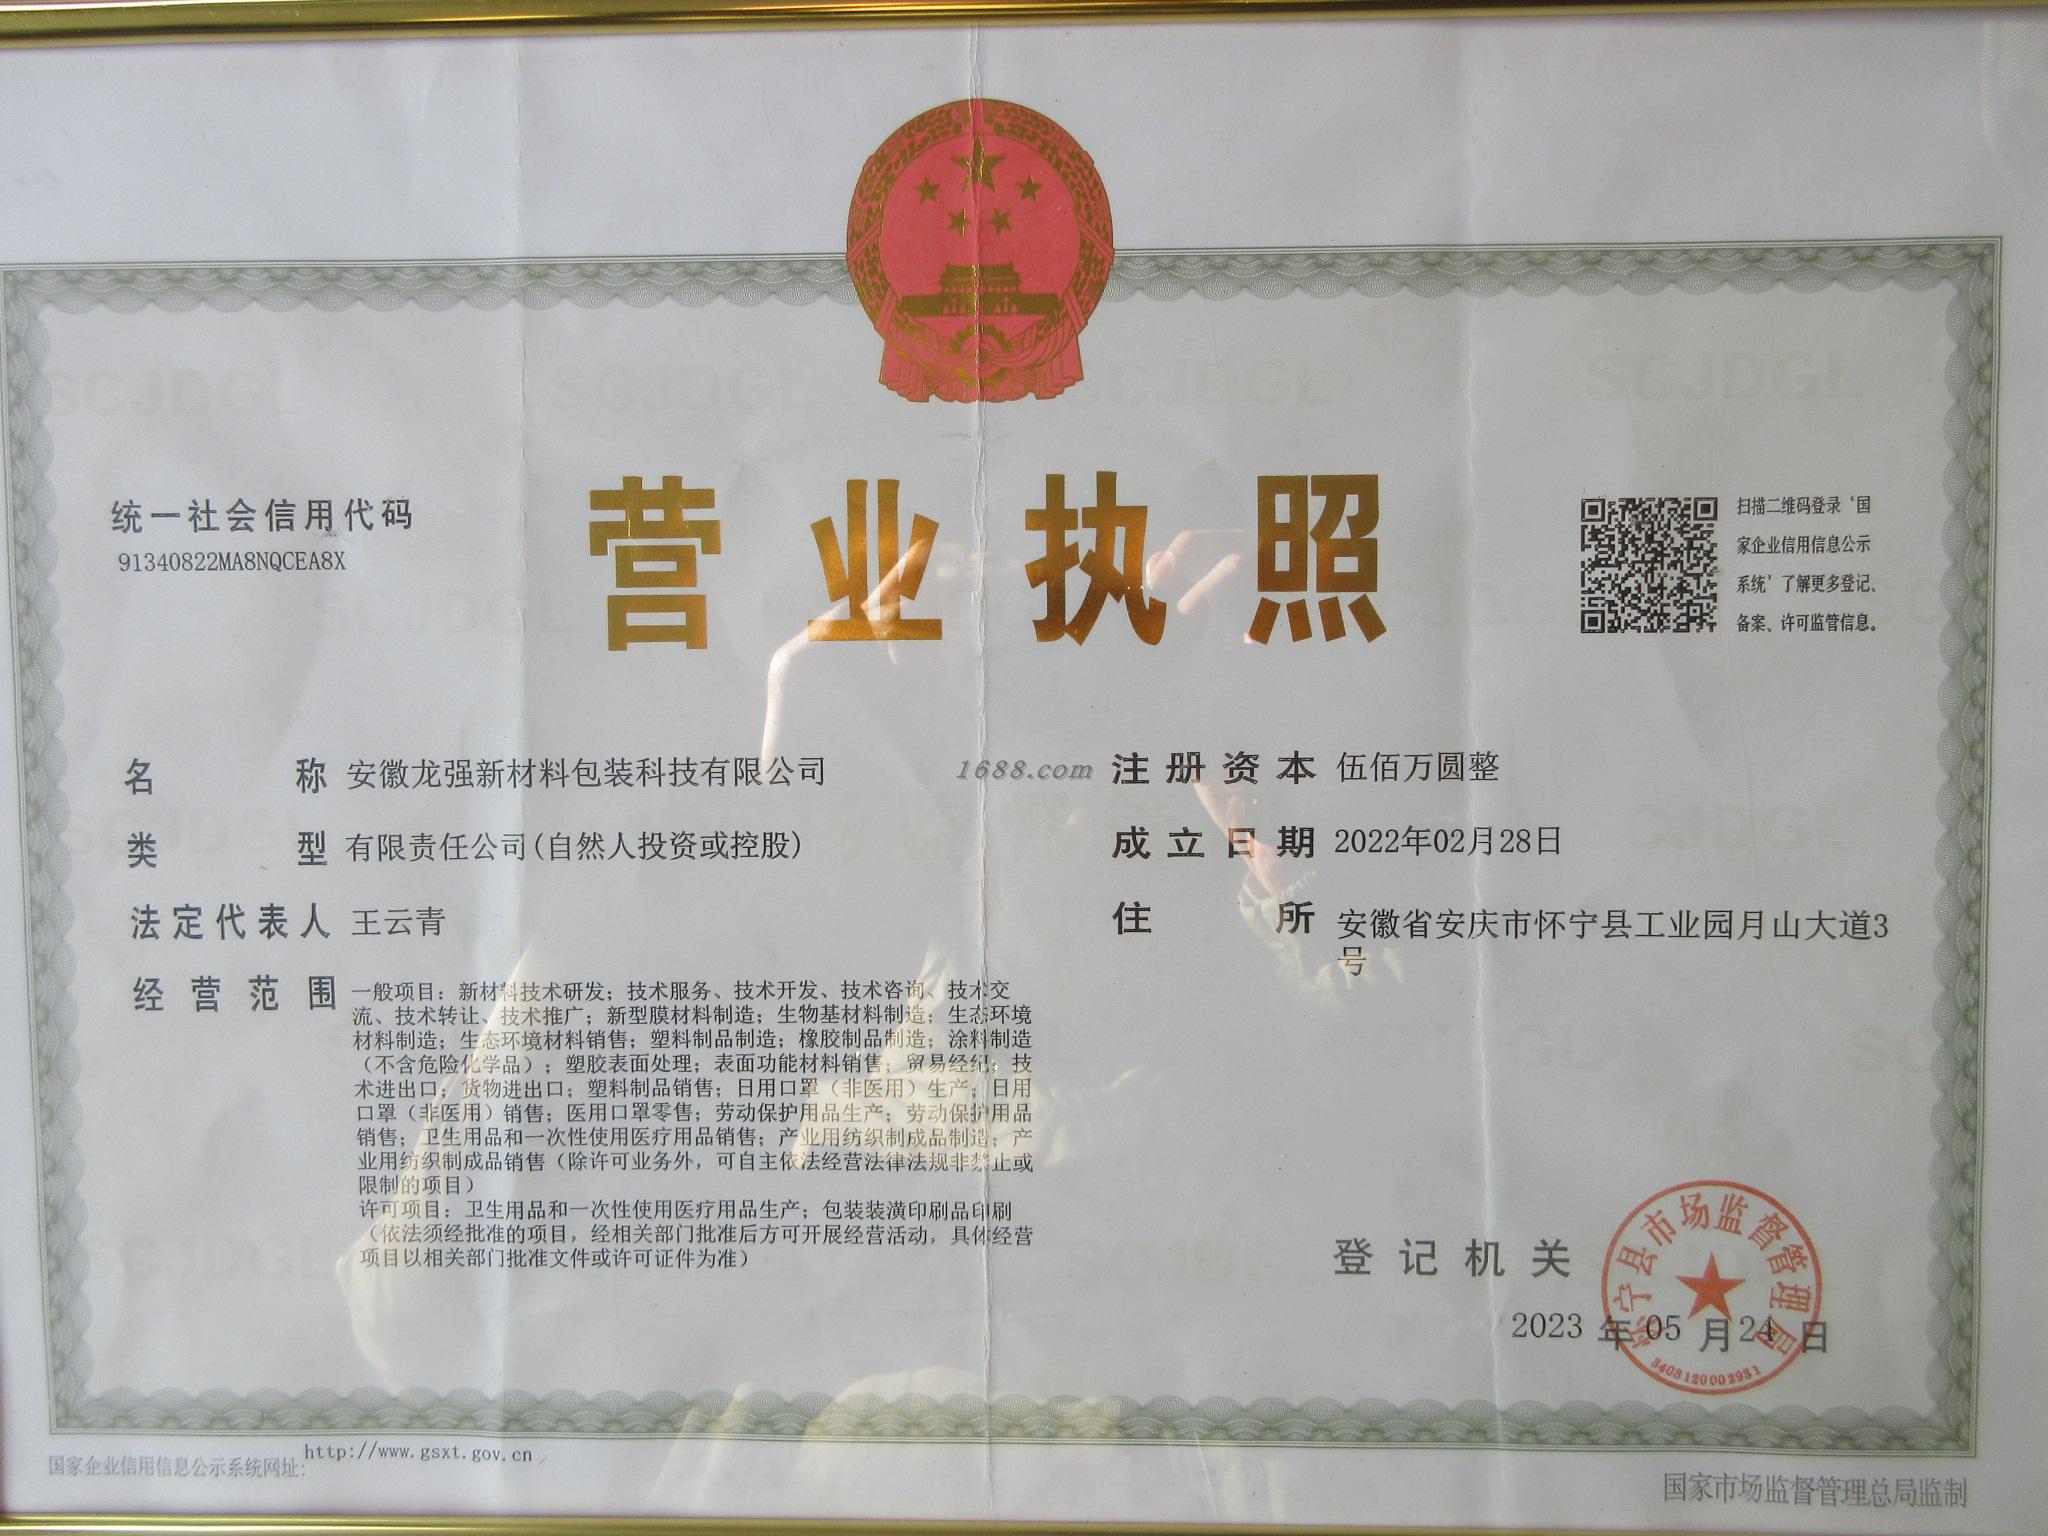 营业执照
统一社会信用代码
91340822MA8NQCEA8X
扫描二维码登录‘国
家企业信用信息公示
系统’了解更多登记、
备案、许可监管信息。
名称 安徽龙强新材料包装科技有限公司
类型 有限责任公司(自然人投资或控股)
法定代表人 王云青
经营范围 一般项目：新材料技术研发；技术服务、技术开发、技术咨询、技术交
流、技术转让、技术推广；新型膜材料制造；生物基材料制造；生态环境
材料制造；生态环境材料销售；塑料制品制造；橡胶制品制造；涂料制造
（不含危险化学品）；塑胶表面处理；表面功能材料销售；贸易经纪；技
术进出口；货物进出口；塑料制品销售；日用口罩（非医用）生产；日用
口罩（非医用）销售；医用口罩零售；劳动保护用品生产；劳动保护用品
销售；卫生用品和一次性使用医疗用品销售；产业用纺织制成品制造；产
业用纺织制成品销售（除许可业务外，可自主依法经营法律法规非禁止或
限制的项目）
许可项目：卫生用品和一次性使用医疗用品生产；包装装潢印刷品印刷
（依法须经批准的项目，经相关部门批准后方可开展经营活动，具体经营
项目以相关部门批准文件或许可证件为准）
1688.com
注册资本 伍佰万圆整
成立日期 2022年02月28日
住所 安徽省安庆市怀宁县工业园月山大道3
号
登记机关
怀宁县市场监督管理局
2023年05月24日
3408120002931
国家企业信用信息公示系统网址：http://www.gsxt.gov.cn
国家市场监督管理总局监制
SCJDGL SCJDGL SCJDGL SCJDGL